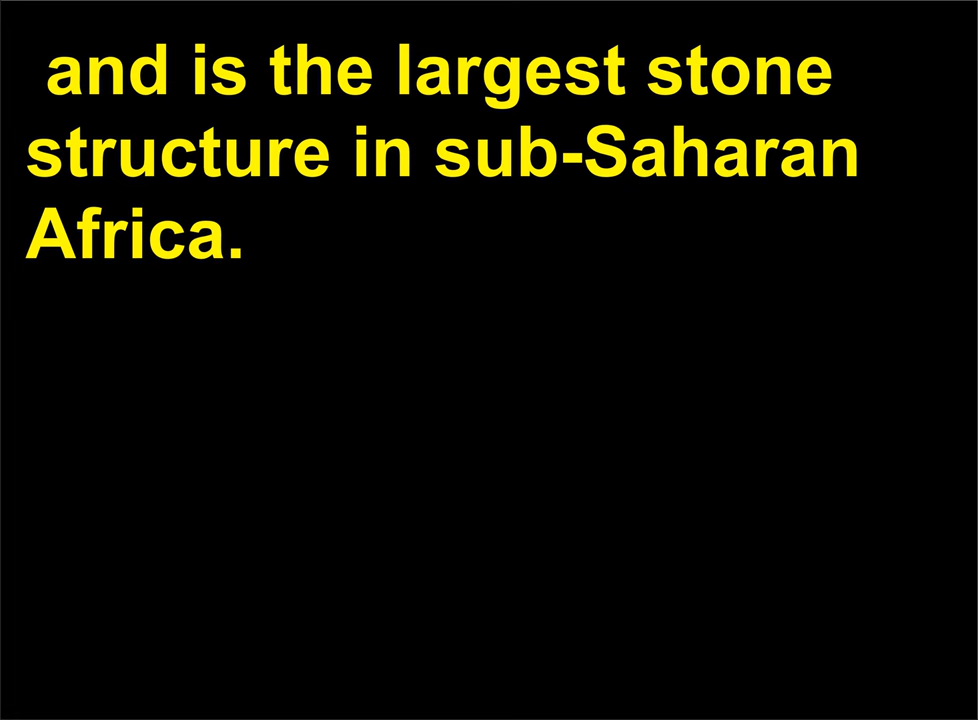 and is the largest stone
structure in sub-Saharan
Africa.